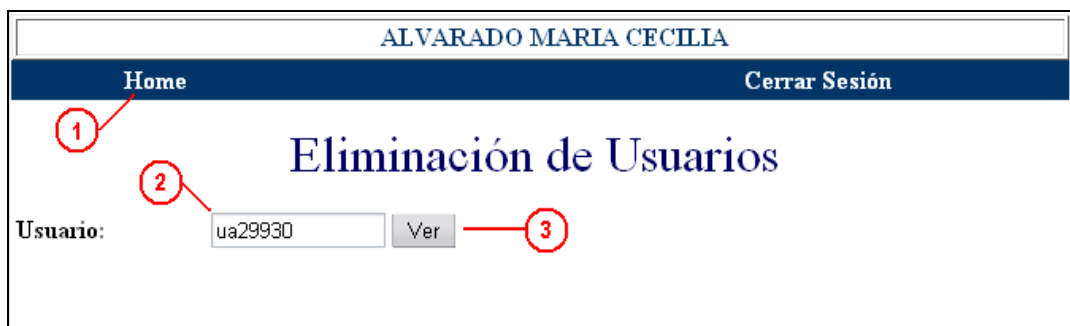 ALVARADO MARIA CECILIA
Home Cerrar Sesión
1
Eliminación de Usuarios
2
Usuario: ua29930 Ver 3